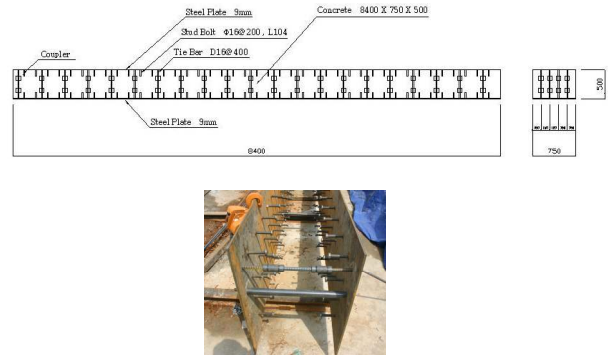 Steel Plate 9mm
Concrete 8400 X 750 X 500
Stud Bolt Φ16@200, L104
Coupler
Tie Bar D16@400
500
Steel Plate 9mm
8400
750